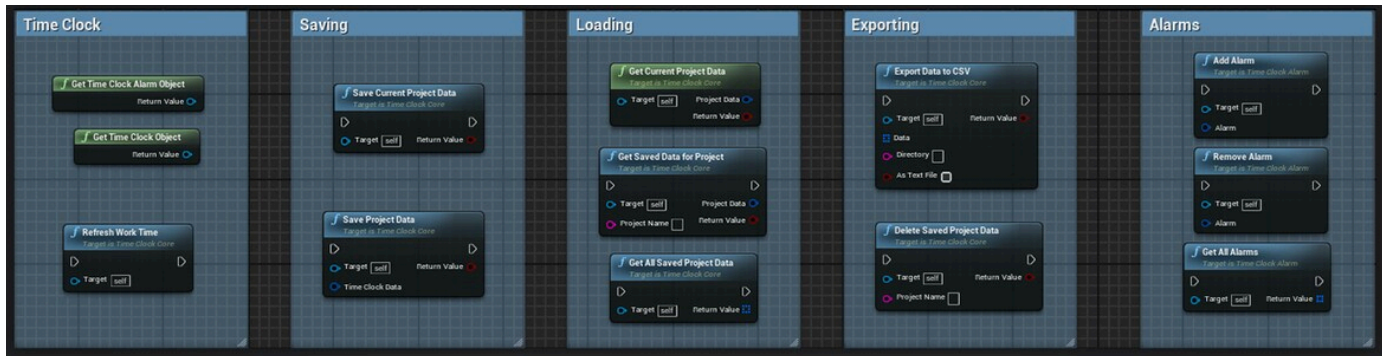 Time Clock
Get Time Clock Alarm Object
Return Value
Get Time Clock Object
Return Value
Refresh Work Time
Target is Time Clock Core
Target self
Saving
Save Current Project Data
Target is Time Clock Core
Target self Return Value
Save Project Data
Target is Time Clock Core
Target self Return Value
Time Clock Data
Loading
Get Current Project Data
Target is Time Clock Core
Target self Project Data
Return Value
Get Saved Data for Project
Target is Time Clock Core
Target self Project Data
Project Name Return Value
Get All Saved Project Data
Target is Time Clock Core
Target self Return Value
Exporting
Export Data to CSV
Target is Time Clock Core
Target self Return Value
Data
Directory
As Text File
Delete Saved Project Data
Target is Time Clock Core
Target self Return Value
Project Name
Alarms
Add Alarm
Target is Time Clock Alarm
Target self
Alarm
Remove Alarm
Target is Time Clock Alarm
Target self
Alarm
Get All Alarms
Target is Time Clock Alarm
Target self Return Value